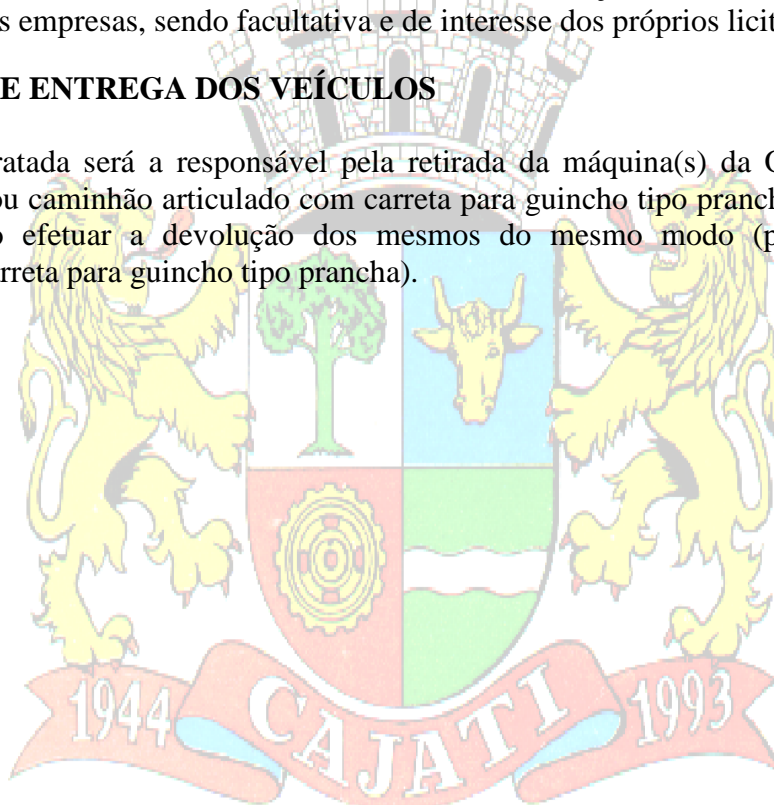 s empresas, sendo facultativa e de interesse dos próprios licit
E ENTREGA DOS VEÍCULOS
ratada será a responsável pela retirada da máquina(s) da
ou caminhão articulado com carreta para guincho tipo pranch
o efetuar a devolução dos mesmos do mesmo modo (p
rreta para guincho tipo prancha).
1944 CAJATI 1993